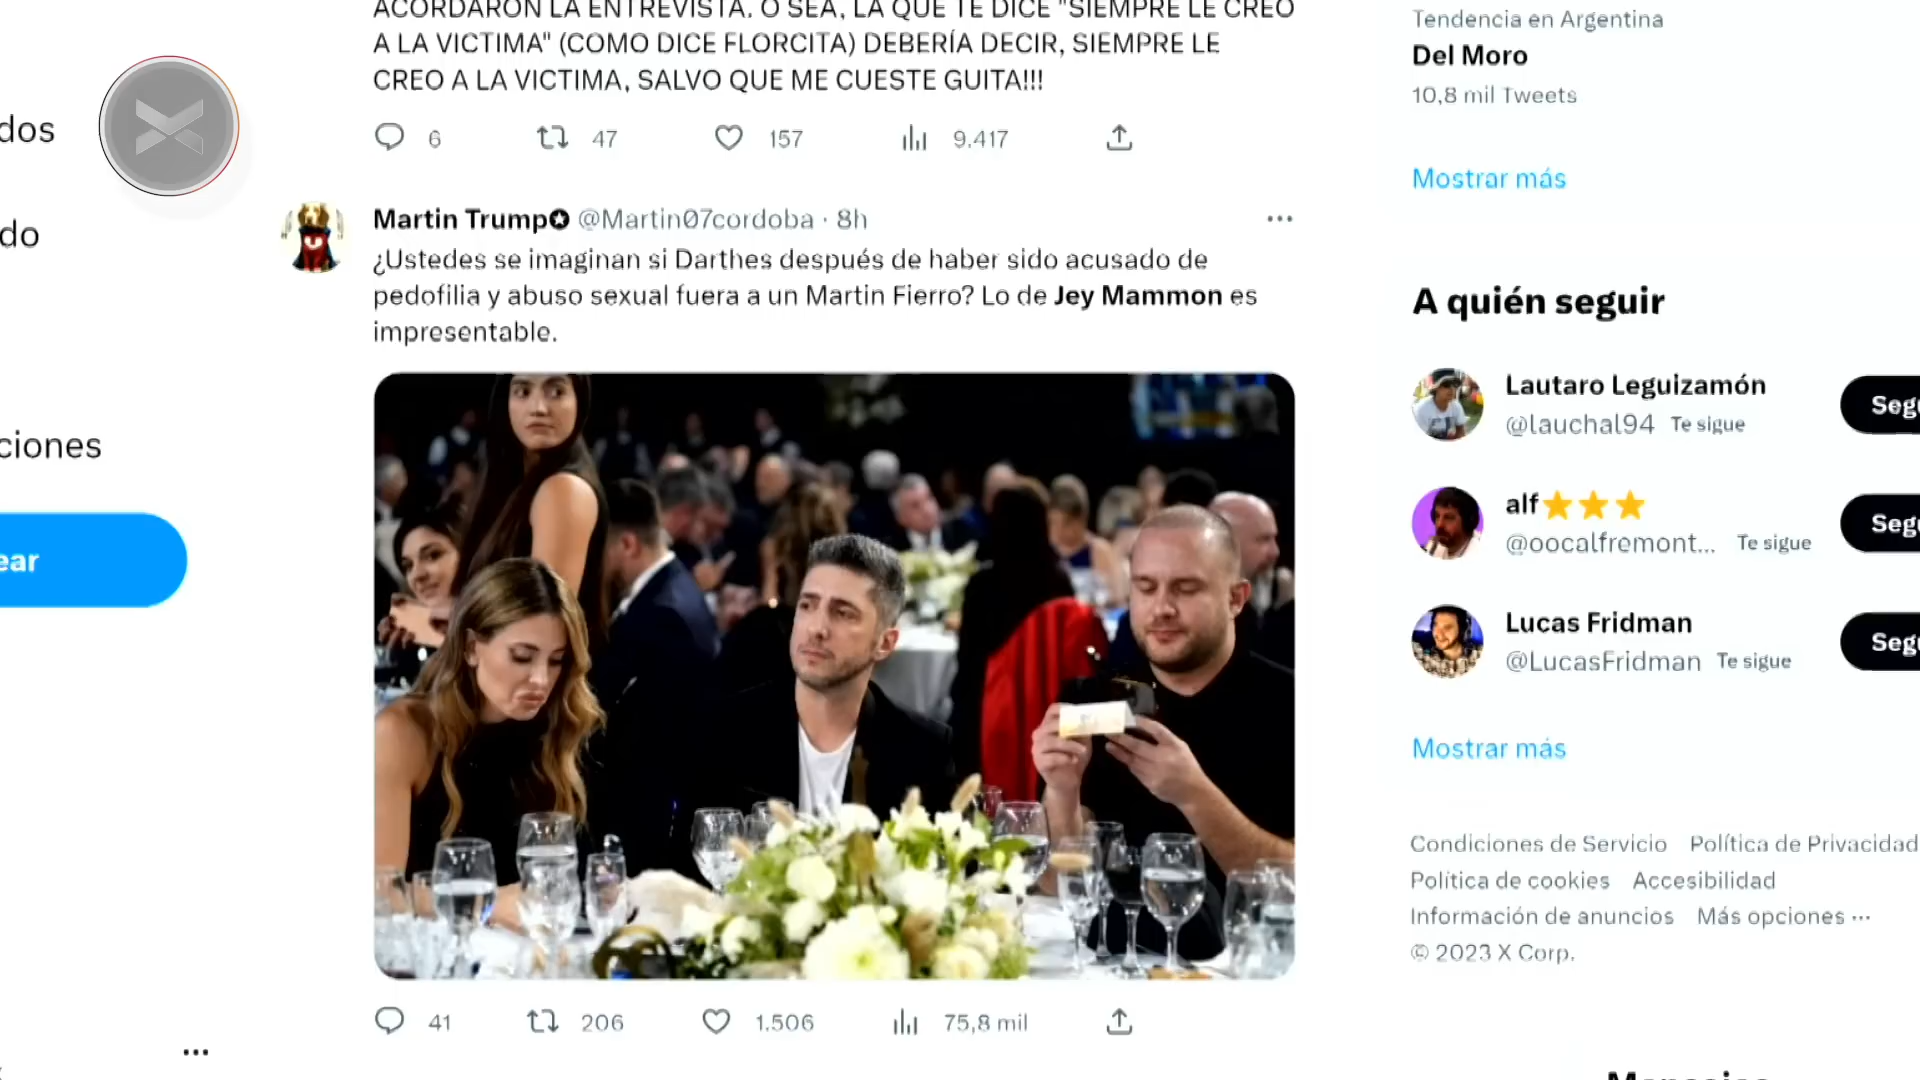 ACORDARON LA ENTREVISTA. O SEA, LA QUE TE DICE "SIEMPRE LE CREO
A LA VICTIMA" (COMO DICE FLORCITA) DEBERÍA DECIR, SIEMPRE LE
CREO A LA VICTIMA, SALVO QUE ME CUESTE GUITA!!!
6 47 157 9.417
Martin Trump @Martin07cordoba · 8h
¿Ustedes se imaginan si Darthes después de haber sido acusado de
pedofilia y abuso sexual fuera a un Martin Fierro? Lo de Jey Mammon es
impresentable.
41 206 1.506 75,8 mil
dos
do
ciones
ear
Tendencia en Argentina
Del Moro
10,8 mil Tweets
Mostrar más
A quién seguir
Lautaro Leguizamón
@lauchal94 Te sigue
Segu
alf
@oocalfremont... Te sigue
Segu
Lucas Fridman
@LucasFridman Te sigue
Segu
Mostrar más
Condiciones de Servicio Política de Privacidad
Política de cookies Accesibilidad
Información de anuncios Más opciones ···
© 2023 X Corp.